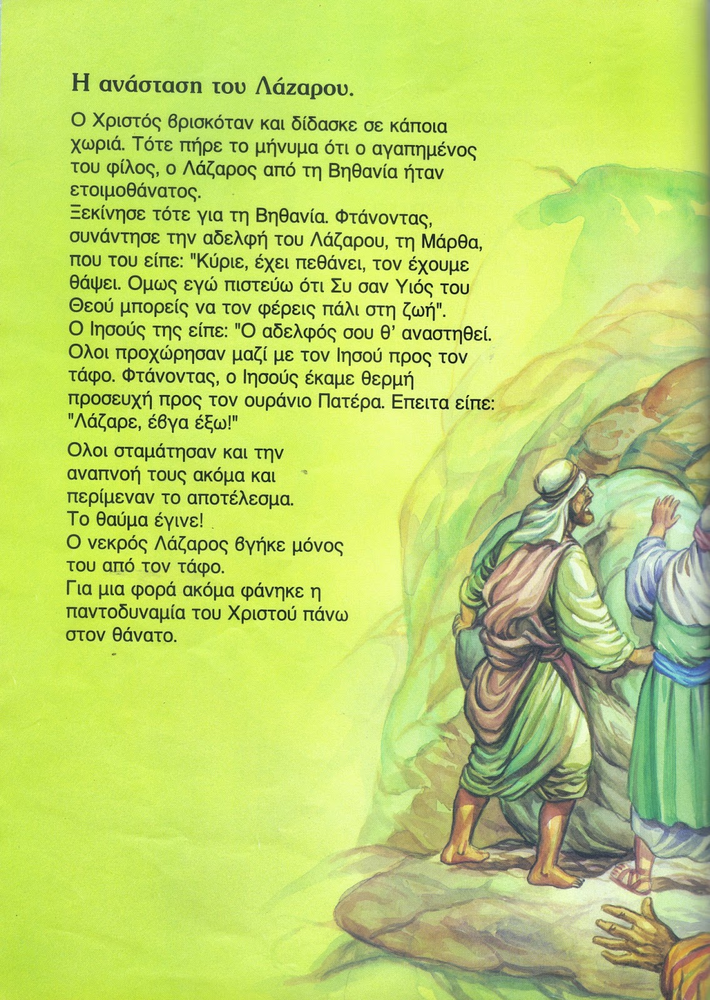 Η ανάσταση του Λάζαρου.
Ο Χριστός βρισκόταν και δίδασκε σε κάποια
χωριά. Τότε πήρε το μήνυμα ότι ο αγαπημένος
του φίλος, ο Λάζαρος από τη Βηθανία ήταν
ετοιμοθάνατος.
Ξεκίνησε τότε για τη Βηθανία. Φτάνοντας,
συνάντησε την αδελφή του Λάζαρου, τη Μάρθα,
που του είπε: "Κύριε, έχει πεθάνει, τον έχουμε
θάψει. Ομως εγώ πιστεύω ότι Συ σαν Υιός του
Θεού μπορείς να τον φέρεις πάλι στη ζωή".
Ο Ιησούς της είπε: "Ο αδελφός σου θ' αναστηθεί.
Ολοι προχώρησαν μαζί με τον Ιησού προς τον
τάφο. Φτάνοντας, ο Ιησούς έκαμε θερμή
προσευχή προς τον ουράνιο Πατέρα. Επειτα είπε:
"Λάζαρε, έβγα έξω!"
Ολοι σταμάτησαν και την
αναπνοή τους ακόμα και
περίμεναν το αποτέλεσμα.
Το θαύμα έγινε!
Ο νεκρός Λάζαρος βγήκε μόνος
του από τον τάφο.
Για μια φορά ακόμα φάνηκε η
παντοδυναμία του Χριστού πάνω
στον θάνατο.